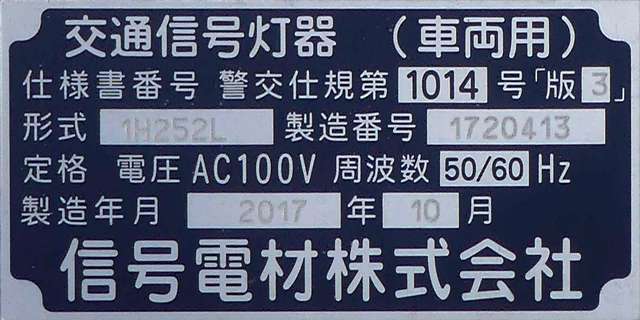 交通信号灯器 （車両用）
仕様書番号 警交仕規第 1014 号「版 3」
形式 1H252L 製造番号 1720413
定格 電圧 AC100V 周波数 50/60 Hz
製造年月 2017 年 10 月
信号電材株式会社